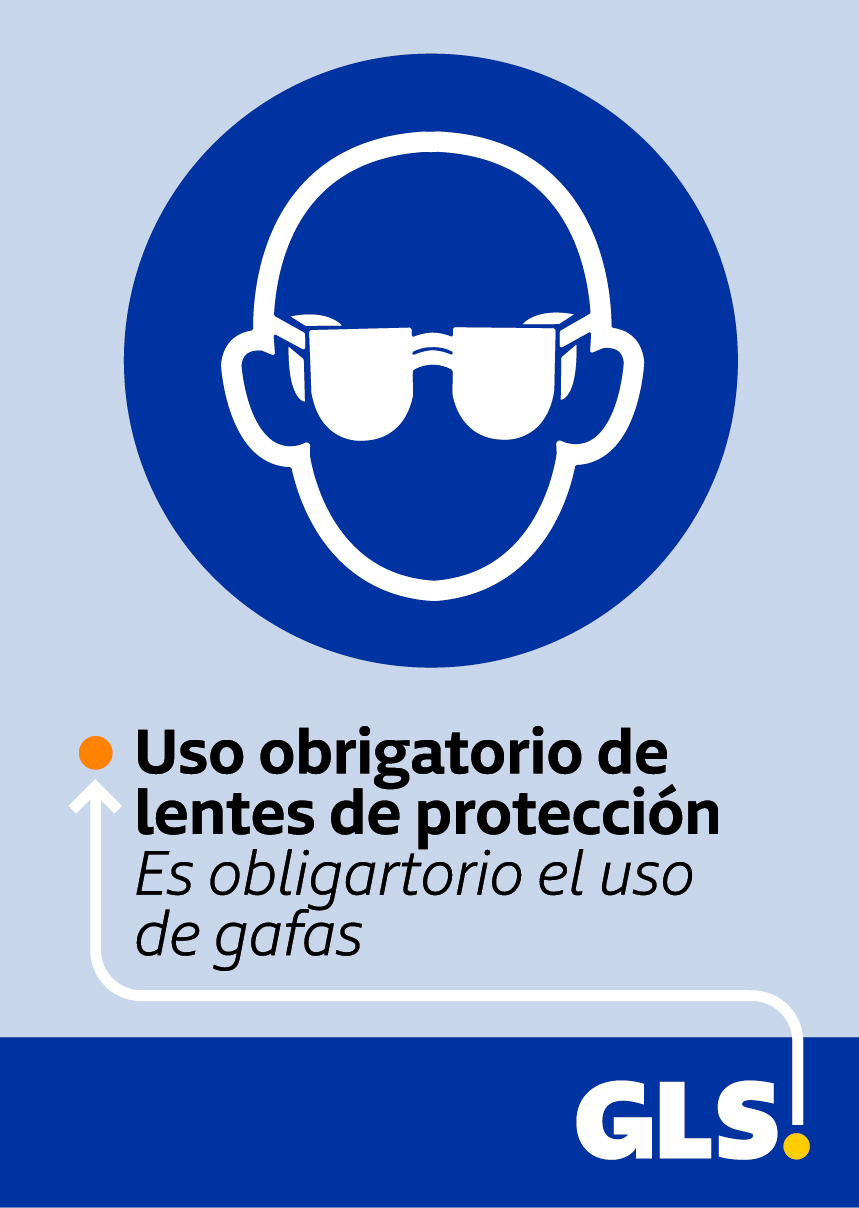 Uso obrigatorio de
lentes de protección
Es obligartorio el uso
de gafas
GLS.